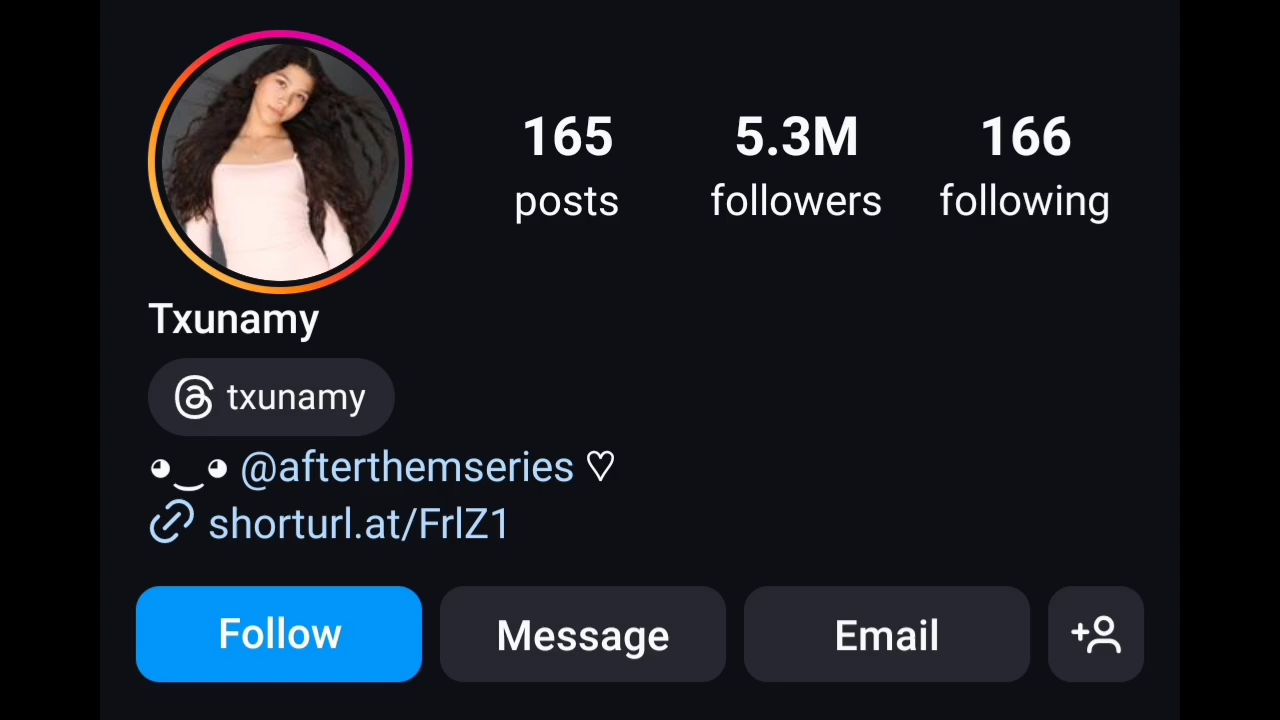 165 5.3M 166
posts followers following
Txunamy
txunamy
◕‿◕ @afterthemseries ♡
shorturl.at/FrlZ1
Follow Message Email